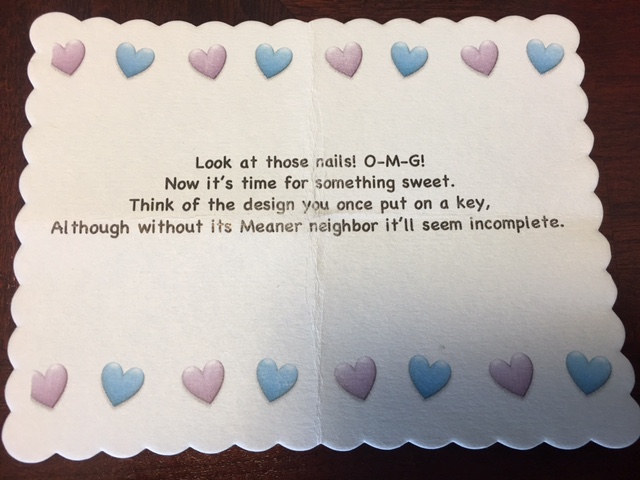 Look at those nails! O-M-G!
Now it's time for something sweet.
Think of the design you once put on a key,
Although without its Meaner neighbor it'll seem incomplete.